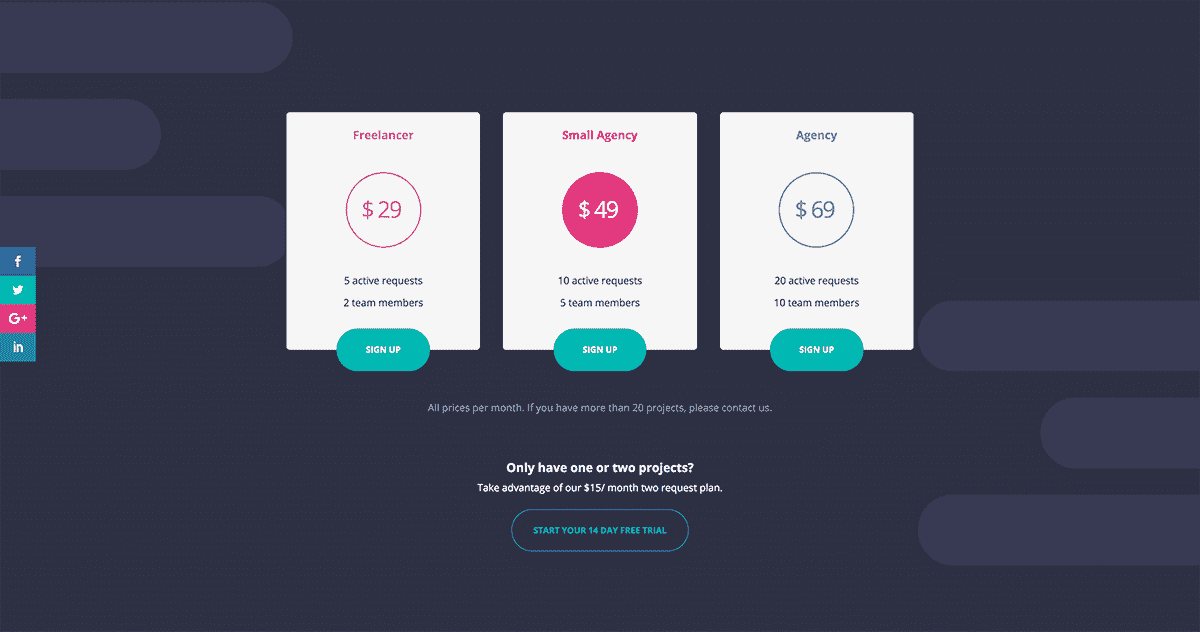 Freelancer
$ 29
5 active requests
2 team members
SIGN UP
Small Agency
$ 49
10 active requests
5 team members
SIGN UP
Agency
$ 69
20 active requests
10 team members
SIGN UP
f
G+
in
All prices per month. If you have more than 20 projects, please contact us.
Only have one or two projects?
Take advantage of our $15/ month two request plan.
START YOUR 14 DAY FREE TRIAL